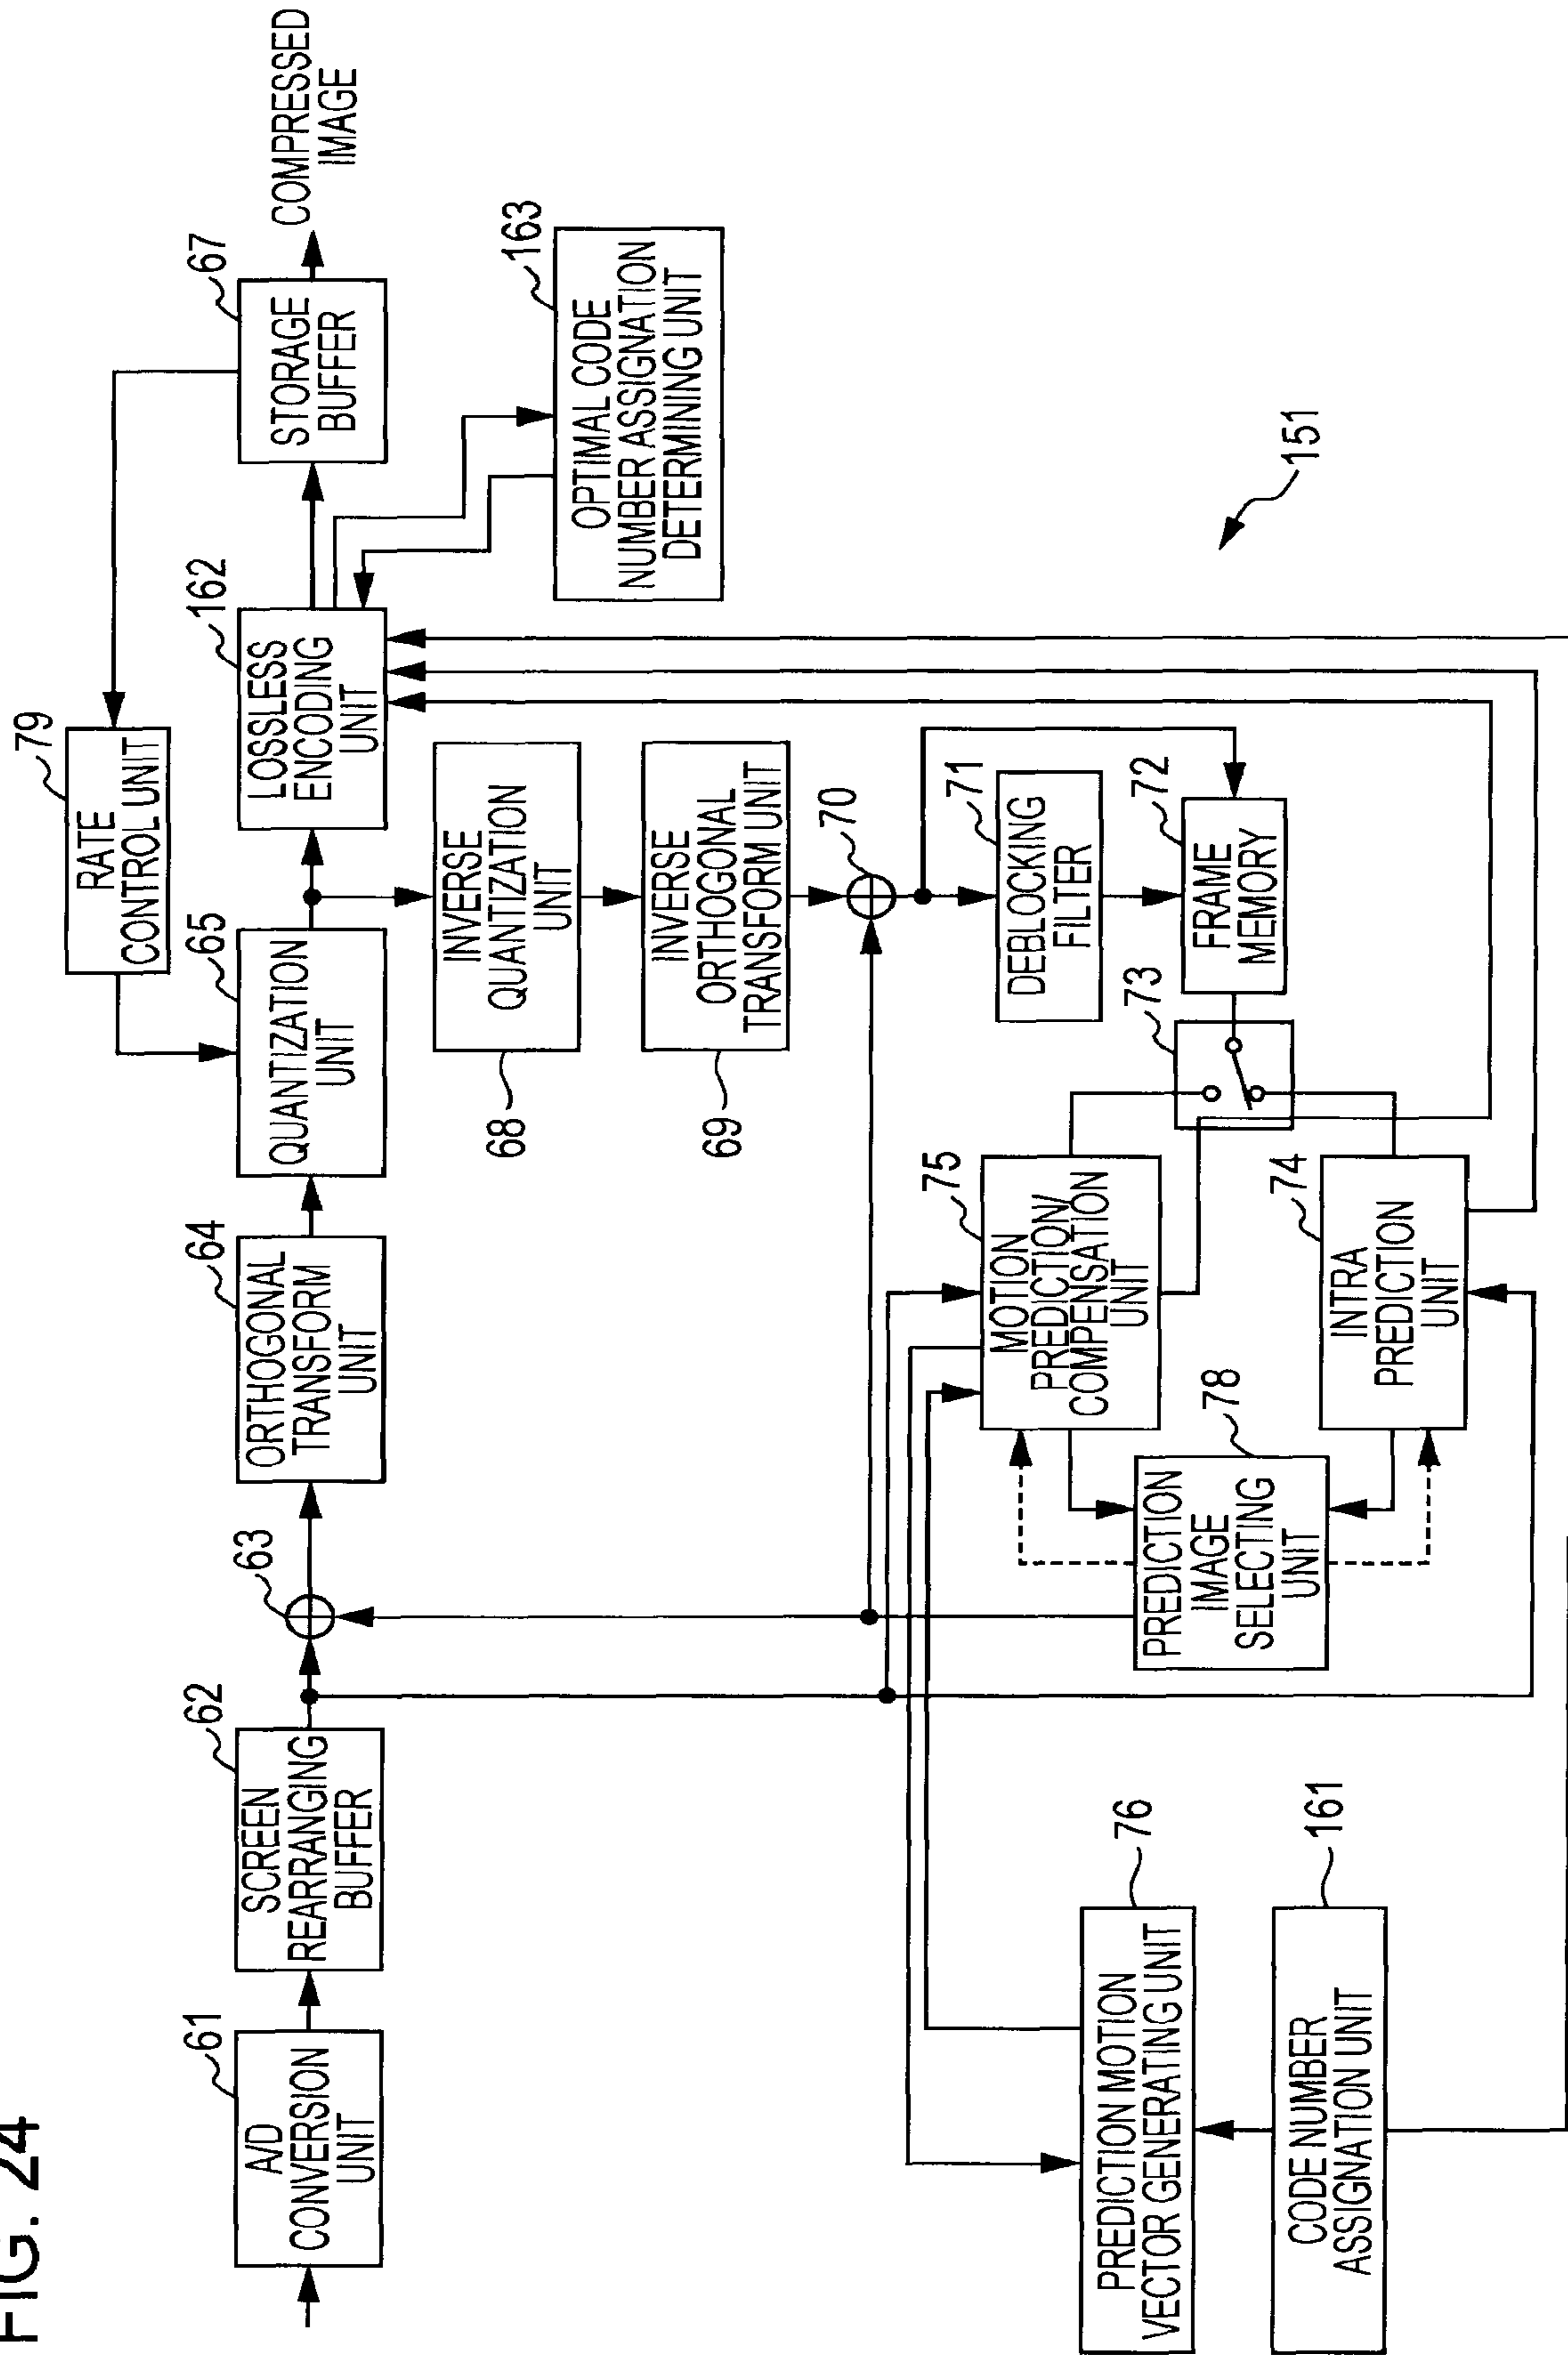 FIG. 24
151
COMPRESSED
IMAGE
79
RATE
CONTROL UNIT
61
A/D
CONVERSION
UNIT
62
SCREEN
REARRANGING
BUFFER
63
64
ORTHOGONAL
TRANSFORM
UNIT
65
QUANTIZATION
UNIT
162
LOSSLESS
ENCODING
UNIT
67
STORAGE
BUFFER
163
OPTIMAL CODE
NUMBER ASSIGNATION
DETERMINING UNIT
68
INVERSE
QUANTIZATION
UNIT
69
INVERSE
ORTHOGONAL
TRANSFORM UNIT
70
71
DEBLOCKING
FILTER
72
FRAME
MEMORY
73
75
MOTION
PREDICTION/
COMPENSATION
UNIT
74
INTRA
PREDICTION
UNIT
78
PREDICTION
IMAGE
SELECTING
UNIT
76
PREDICTION MOTION
VECTOR GENERATING UNIT
161
CODE NUMBER
ASSIGNATION UNIT